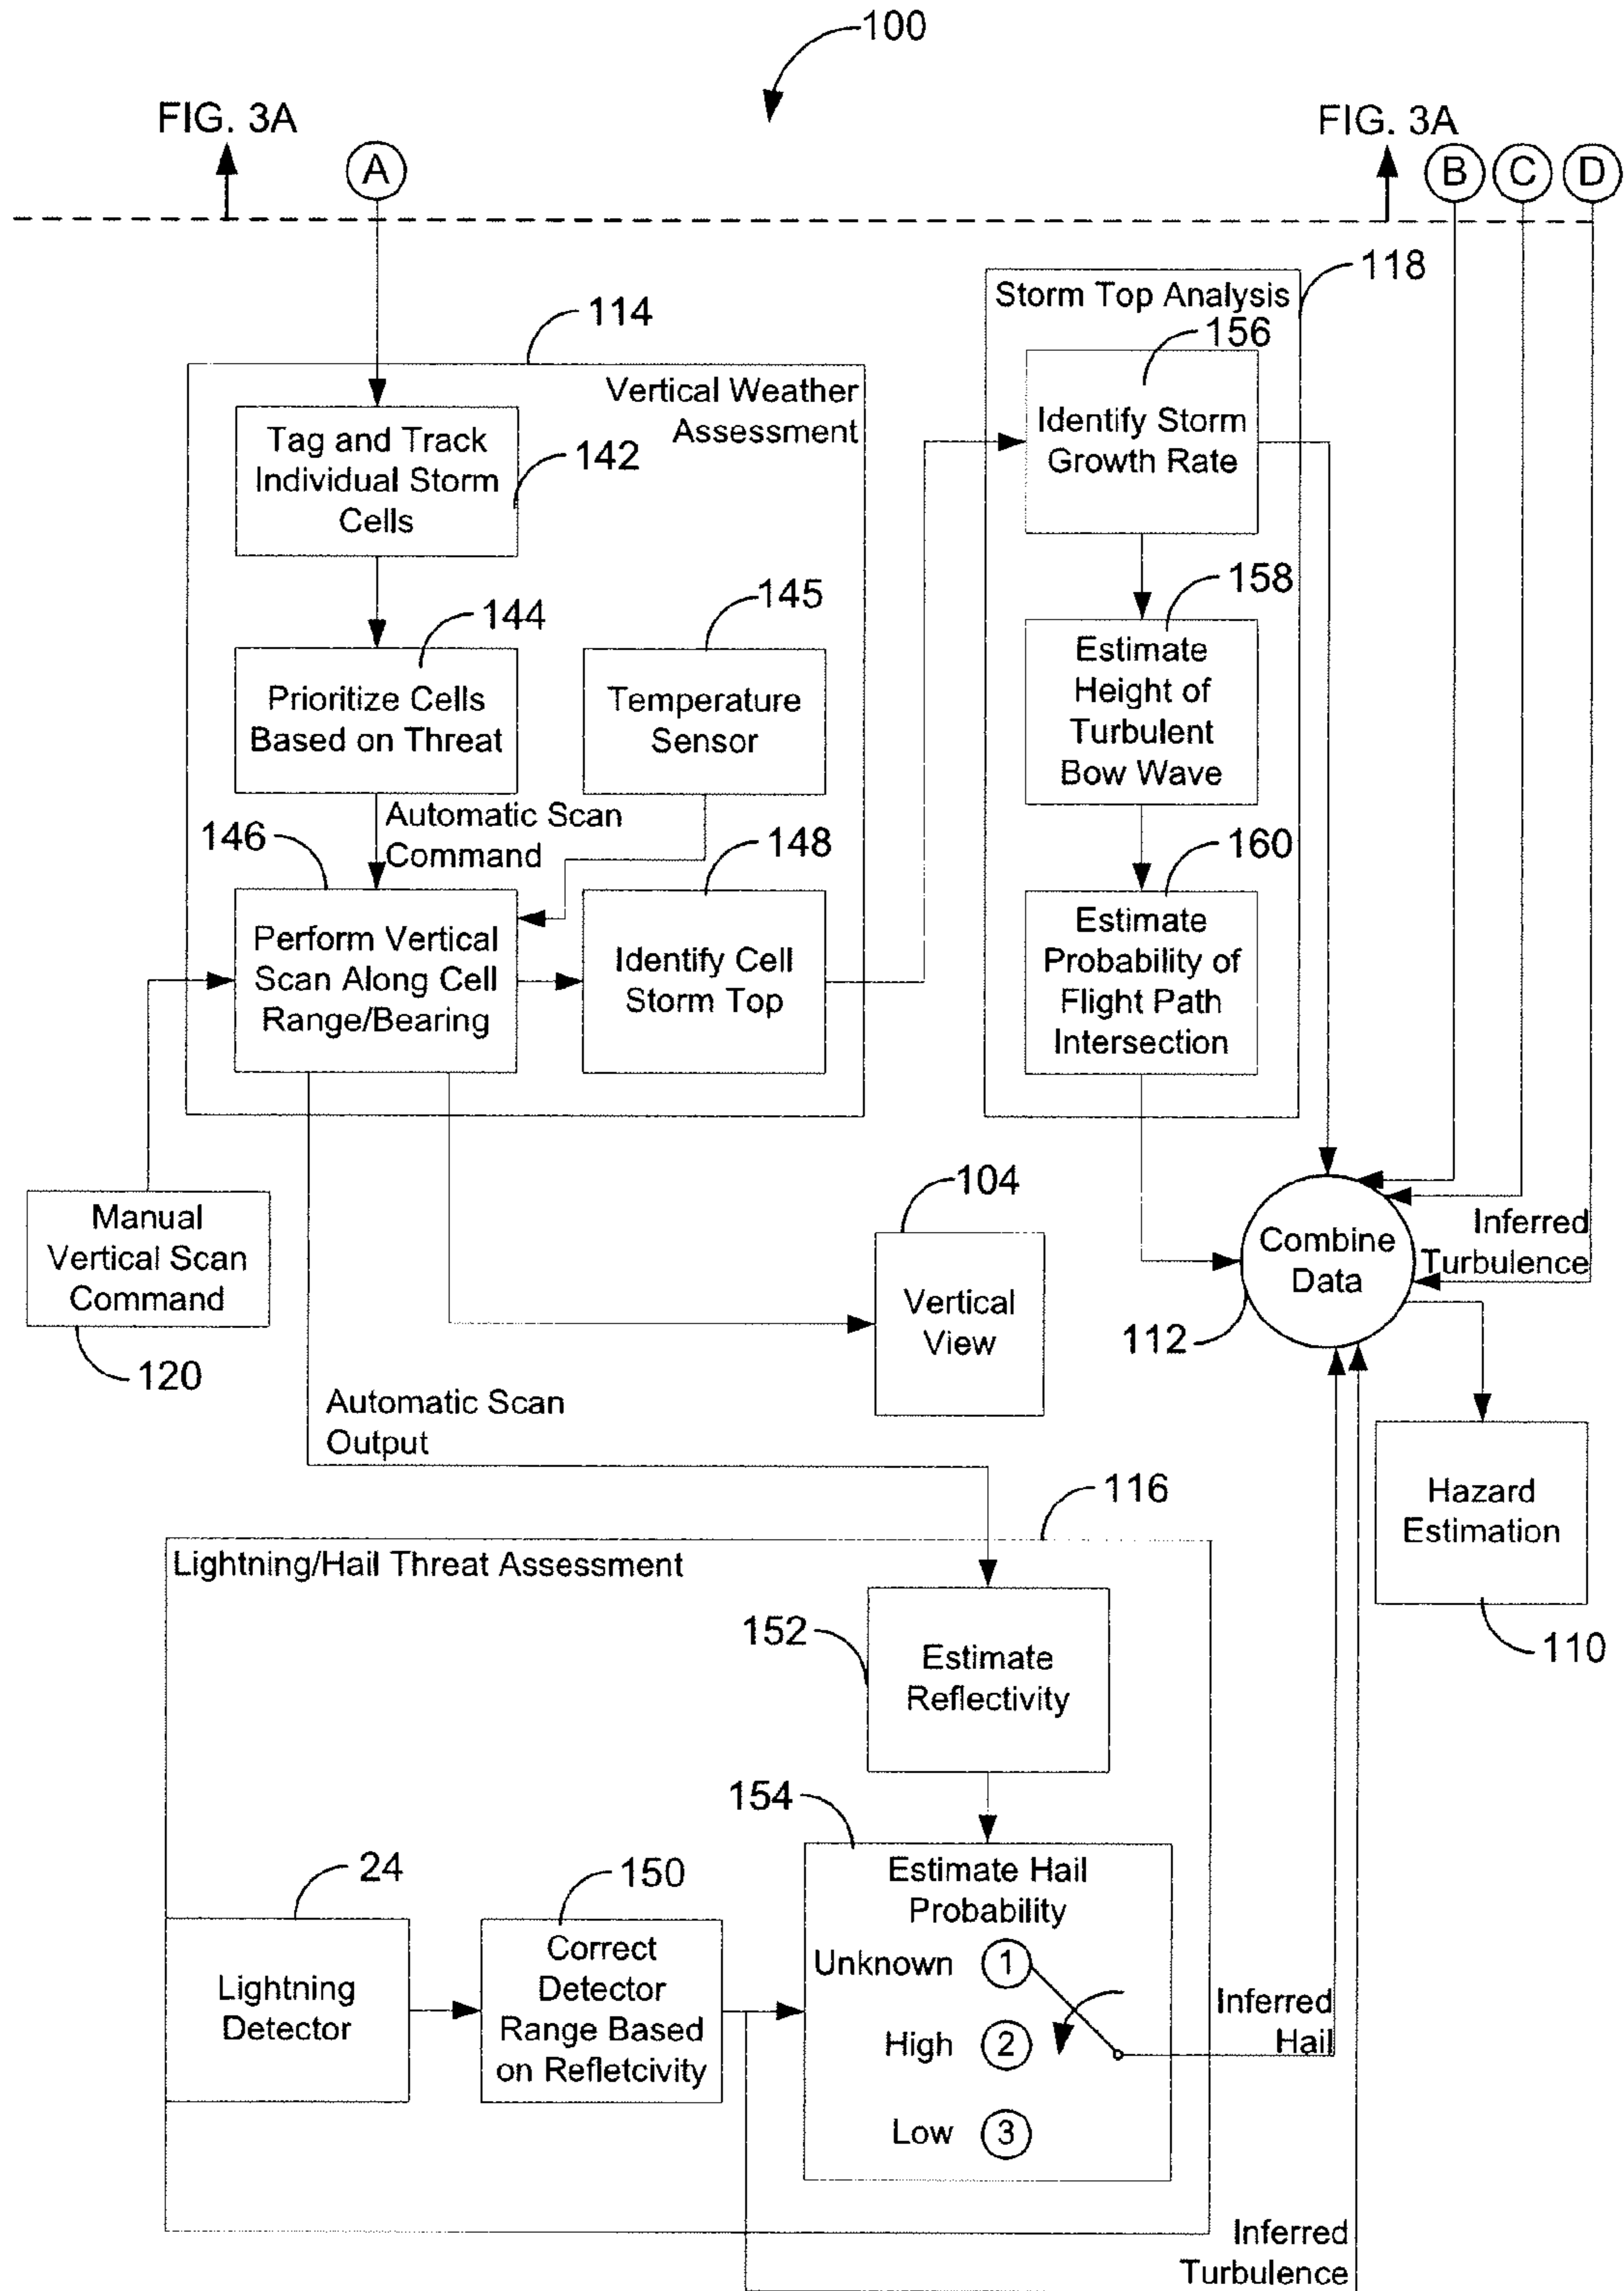 100
FIG. 3A
FIG. 3A
A
B
C
D
118
Storm Top Analysis
114
156
Vertical Weather
Assessment
Identify Storm
Growth Rate
Tag and Track
Individual Storm
Cells
142
144
145
158
Prioritize Cells
Based on Threat
Temperature
Sensor
Estimate
Height of
Turbulent
Bow Wave
Automatic Scan
Command
146
148
160
Perform Vertical
Scan Along Cell
Range/Bearing
Identify Cell
Storm Top
Estimate
Probability of
Flight Path
Intersection
Manual
Vertical Scan
Command
120
104
Vertical
View
Combine
Data
112
Inferred
Turbulence
Automatic Scan
Output
Hazard
Estimation
110
116
Lightning/Hail Threat Assessment
152
Estimate
Reflectivity
154
Estimate Hail
Probability
24
150
Lightning
Detector
Correct
Detector
Range Based
on Refletcivity
Unknown 1
High 2
Low 3
Inferred
Hail
Inferred
Turbulence